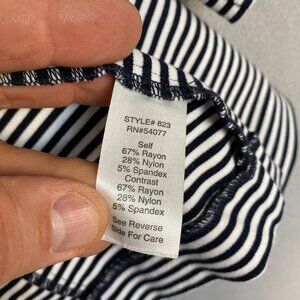 STYLE# 823
RN#54077
Self
67% Rayon
28% Nylon
5% Spandex
Contrast
67% Rayon
28% Nylon
5% Spandex
See Reverse
Side For Care